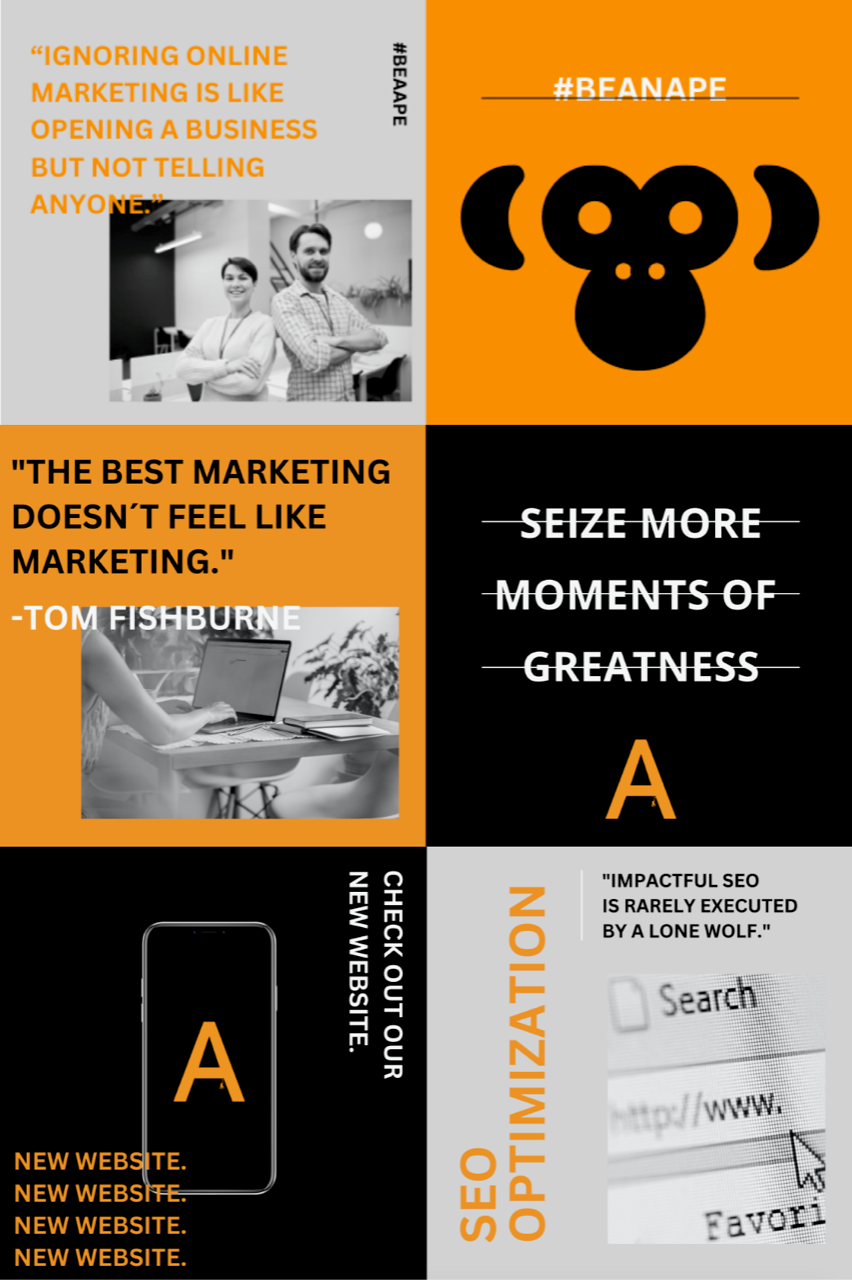 “IGNORING ONLINE
MARKETING IS LIKE
OPENING A BUSINESS
BUT NOT TELLING
ANYONE.”
#BEAAPE
#BEANAPE
"THE BEST MARKETING
DOESN´T FEEL LIKE
MARKETING."
-TOM FISHBURNE
SEIZE MORE
MOMENTS OF
GREATNESS
A
CHECK OUT OUR
NEW WEBSITE.
A
NEW WEBSITE.
NEW WEBSITE.
NEW WEBSITE.
NEW WEBSITE.
SEO
OPTIMIZATION
"IMPACTFUL SEO
IS RARELY EXECUTED
BY A LONE WOLF."
Search
http://www.
Favori